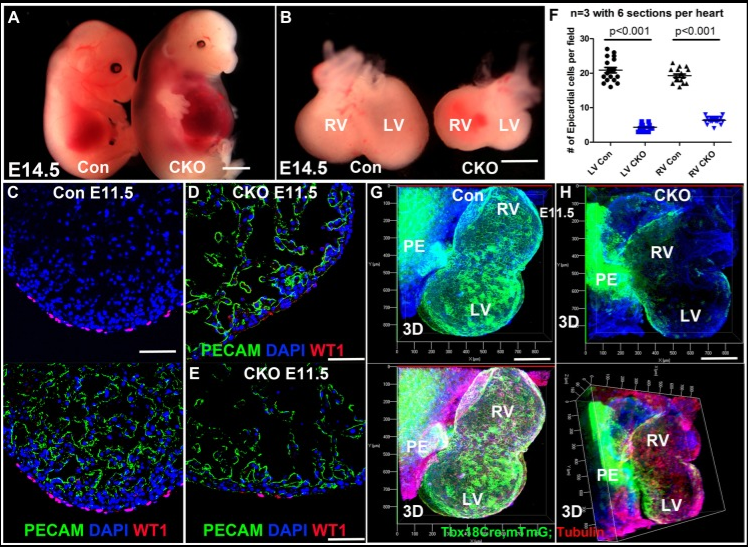 A
Con
CKO
E14.5
B
RV
LV
RV
LV
E14.5
Con
CKO
F
n=3 with 6 sections per heart
p<0.001
p<0.001
# of Epicardial cells per field
30
20
10
0
LV Con
LV CKO
RV Con
RV CKO
C
Con E11.5
PECAM DAPI WT1
D
CKO E11.5
PECAM DAPI WT1
E
CKO E11.5
PECAM DAPI WT1
G
Con
E11.5
RV
PE
LV
3D
RV
PE
LV
3D
H
CKO
RV
PE
LV
3D
RV
PE
LV
3D
Tbx18Cre;mTmG; Tubulin